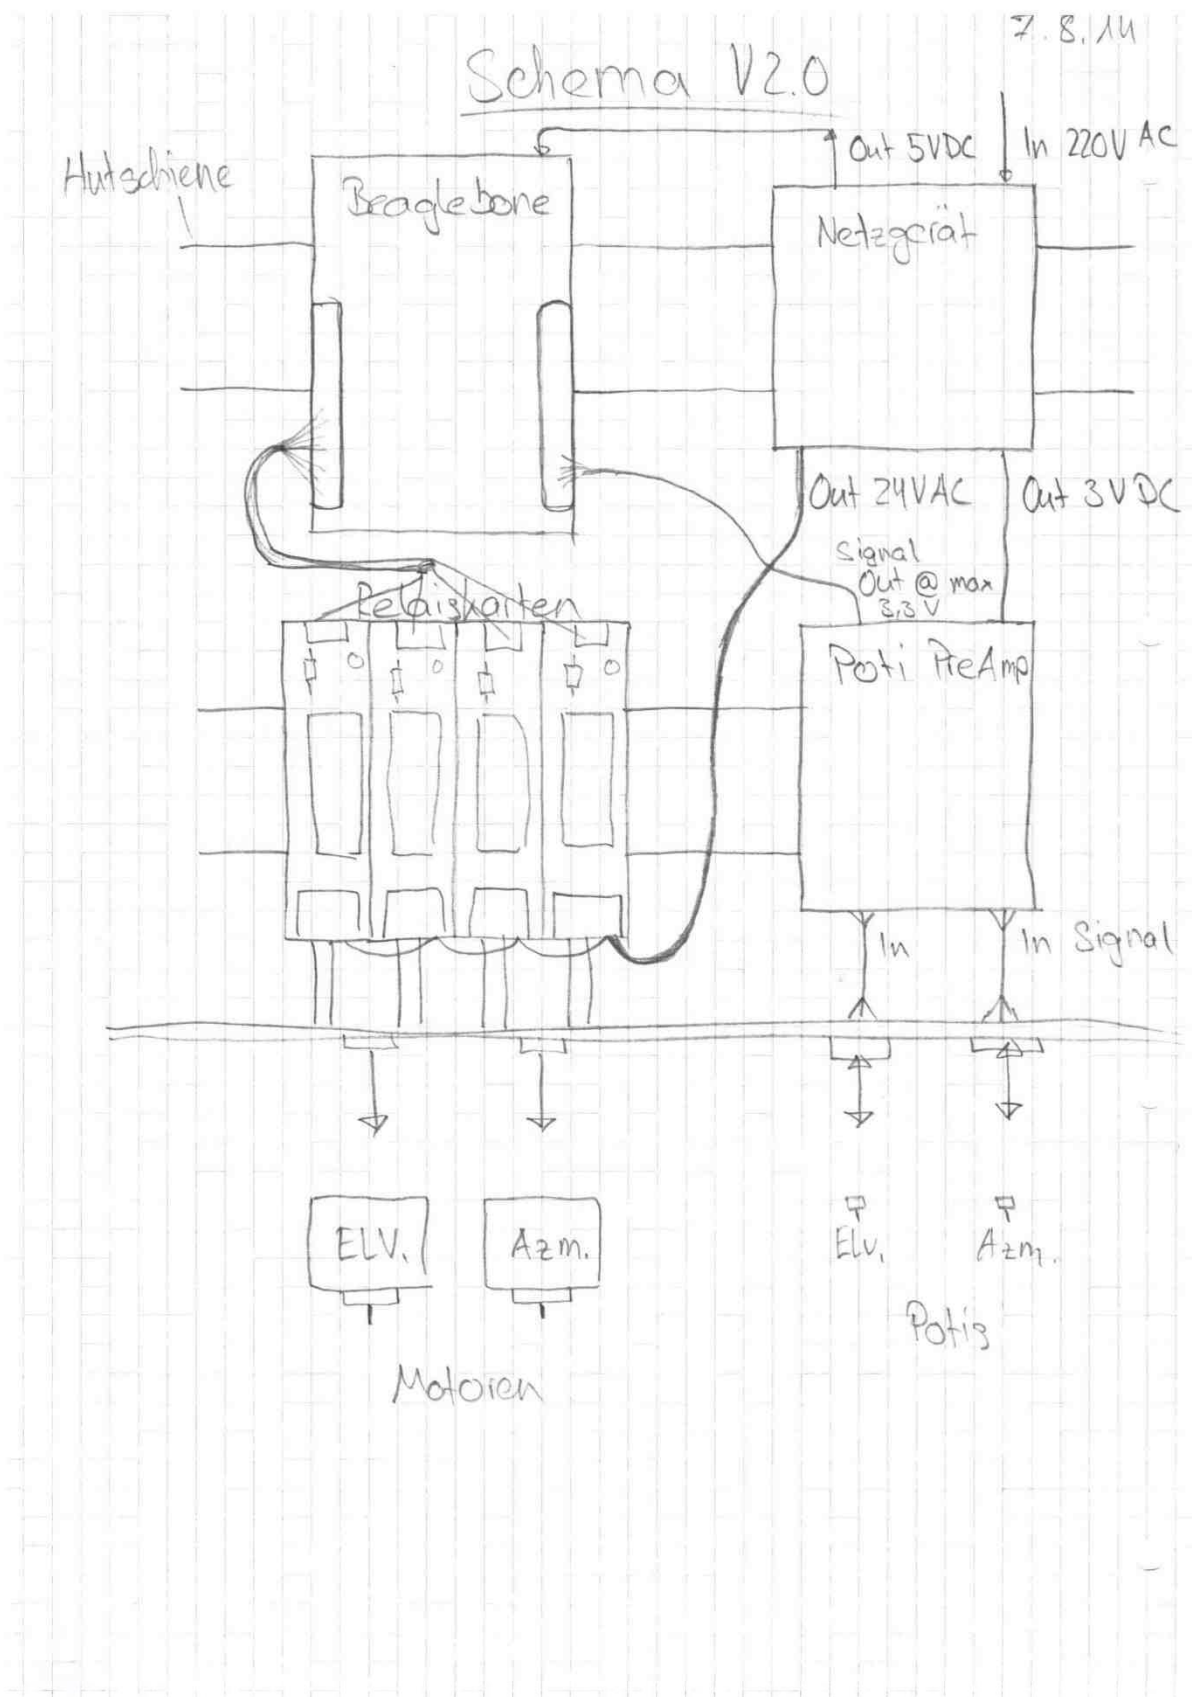 7.8.14
Schema V2.0
Out 5VDC
In 220V AC
Hutschiene
Beaglebone
Netzgerät
Out 24VAC
Out 3VDC
Signal
Out @ max
3,3V
Relaiskarten
Poti PreAmp
In
In Signal
ELV.
Azm.
Elv.
Azm.
Potis
Motoren